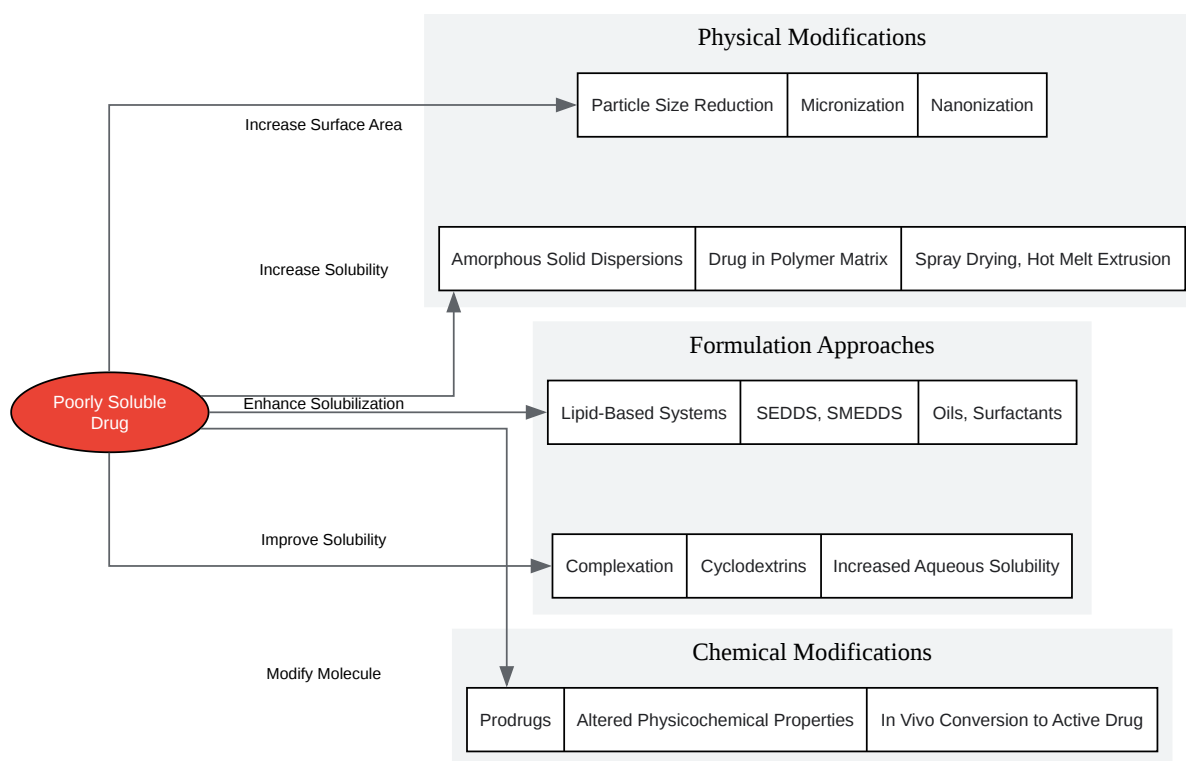 Physical Modifications
Particle Size Reduction
Micronization
Nanonization
Increase Surface Area
Amorphous Solid Dispersions
Drug in Polymer Matrix
Spray Drying, Hot Melt Extrusion
Increase Solubility
Formulation Approaches
Poorly Soluble
Drug
Enhance Solubilization
Lipid-Based Systems
SEDDS, SMEDDS
Oils, Surfactants
Improve Solubility
Complexation
Cyclodextrins
Increased Aqueous Solubility
Chemical Modifications
Modify Molecule
Prodrugs
Altered Physicochemical Properties
In Vivo Conversion to Active Drug